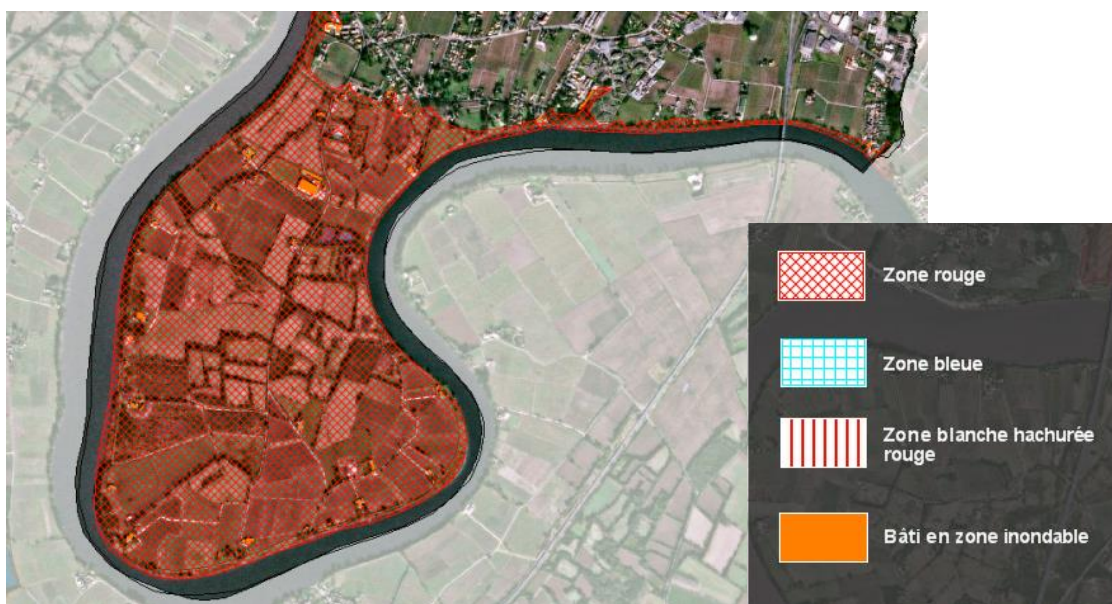 Zone rouge
Zone bleue
Zone blanche hachurée
rouge
Bâti en zone inondable